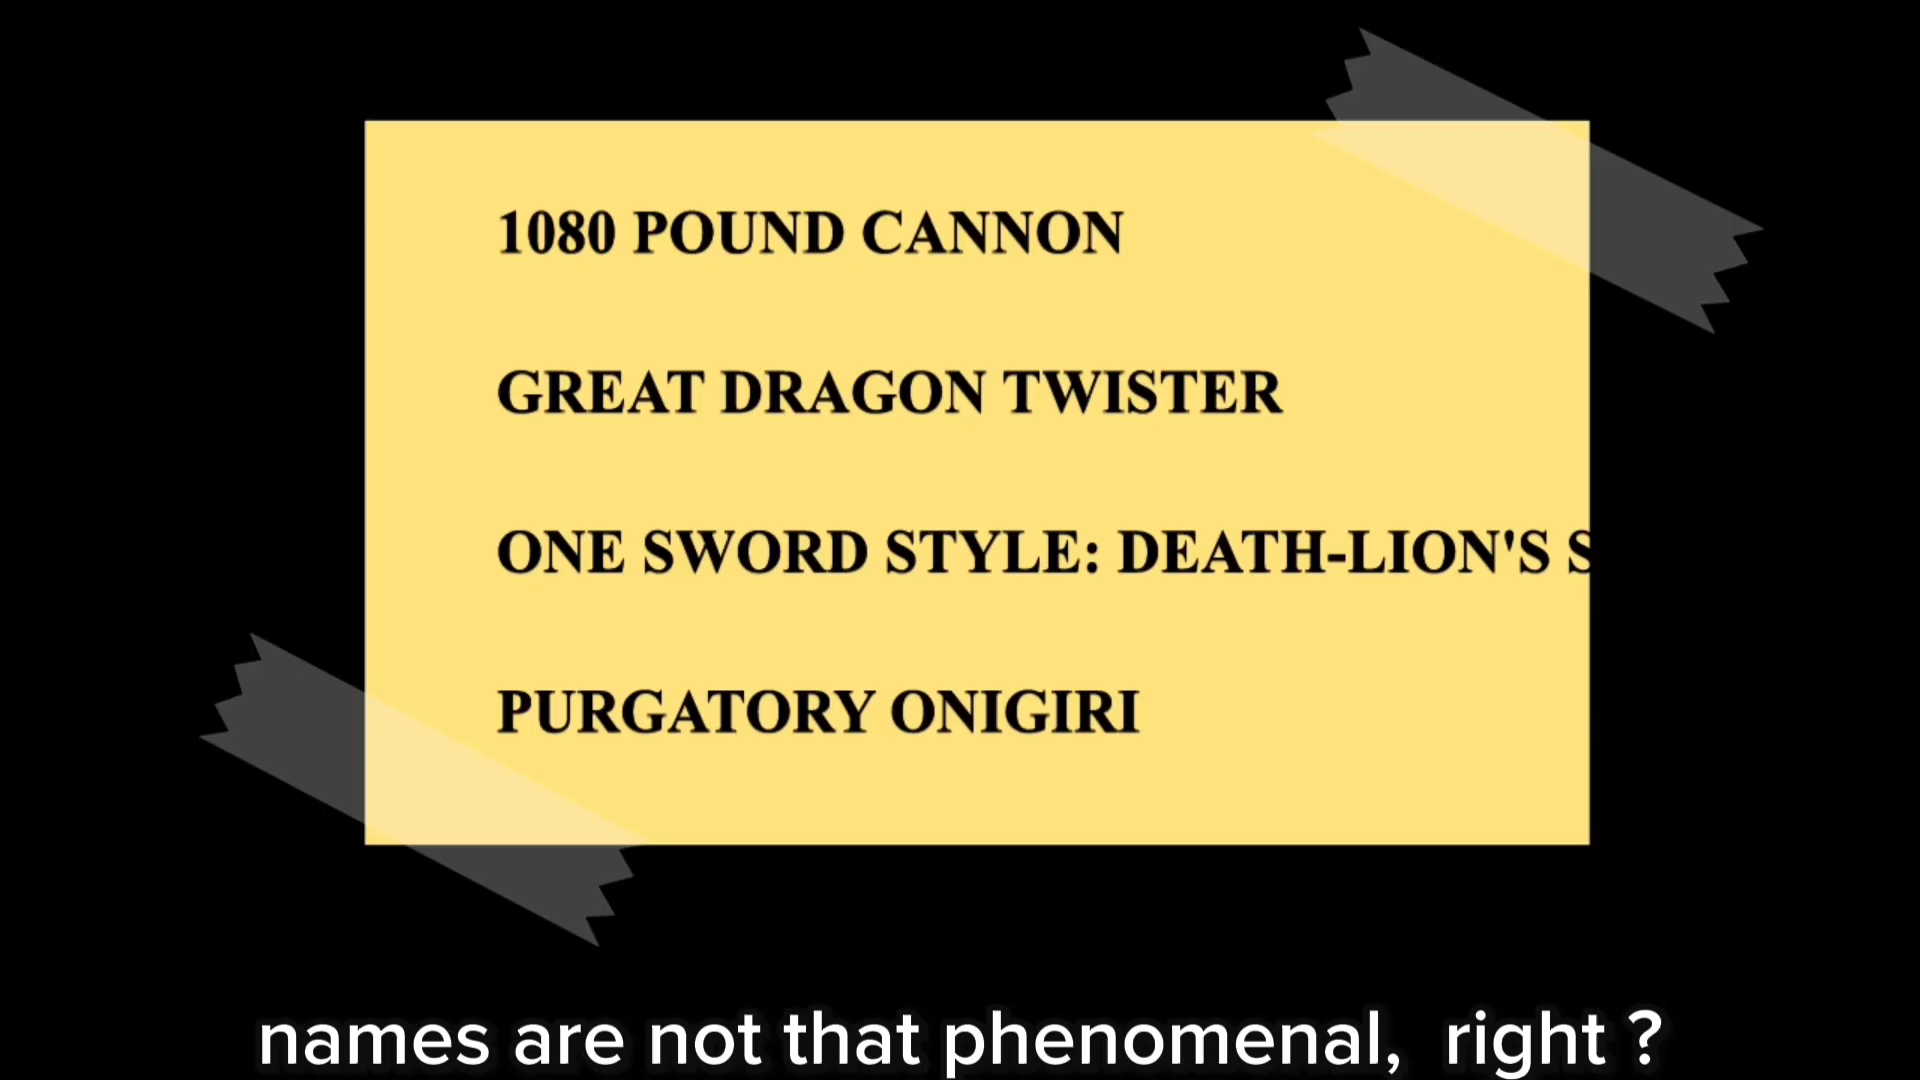 1080 POUND CANNON
GREAT DRAGON TWISTER
ONE SWORD STYLE: DEATH-LION'S
PURGATORY ONIGIRI
names are not that phenomenal, right ?